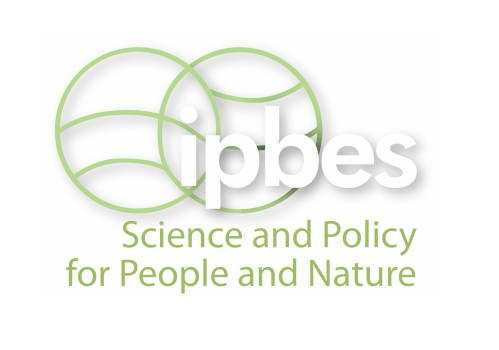 ipbes
Science and Policy
for People and Nature